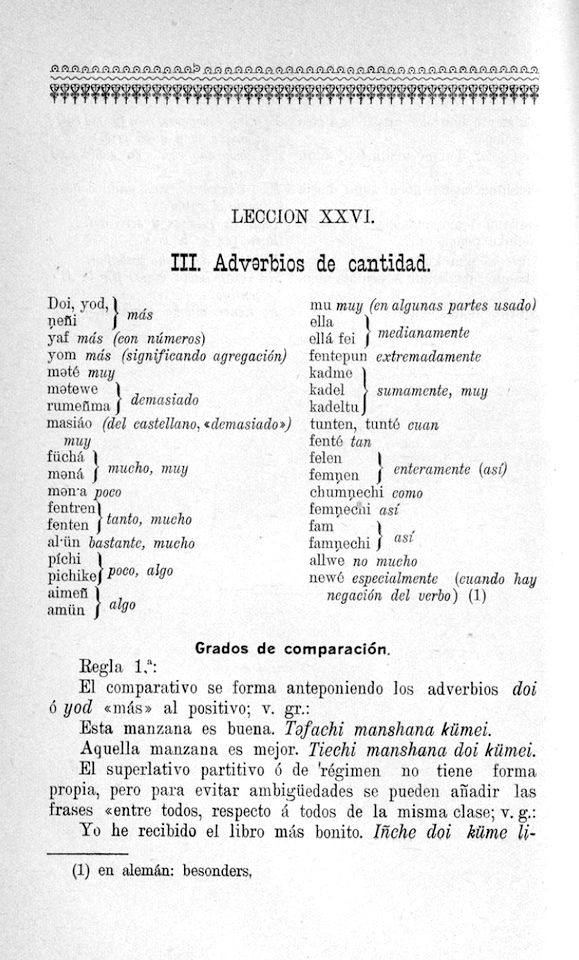 LECCION XXVI.
III. Adverbios de cantidad.
Doi, yod,
ņeñi
más
yaf más (con números)
yom más (significando agregación)
məté muy
mətewe
rumeñma
demasiado
masiáo (del castellano, «demasiado»)
muy
füchá
məná
mucho, muy
mən·a poco
fentren
fenten
tanto, mucho
al·ün bastante, mucho
píchi
pichike
poco, algo
aimeñ
amün
algo
mu muy (en algunas partes usado)
ella
ellá fei
medianamente
fentepun extremadamente
kadme
kadel
kadeltu
sumamente, muy
tunten, tunté cuan
fenté tan
felen
femņen
enteramente (así)
chumņechi como
femņechi así
fam
famņechi
así
allwe no mucho
newé especialmente (cuando hay
negación del verbo) (1)
Grados de comparación.
Regla 1.ª:
El comparativo se forma anteponiendo los adverbios doi
ó yod «más» al positivo; v. gr.:
Esta manzana es buena. Təfachi manshana kümei.
Aquella manzana es mejor. Tiechi manshana doi kümei.
El superlativo partitivo ó de régimen no tiene forma
propia, pero para evitar ambigüedades se pueden añadir las
frases «entre todos, respecto á todos de la misma clase; v. g.:
Yo he recibido el libro más bonito. Iñche doi küme li-
(1) en alemán: besonders,